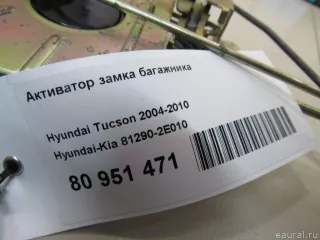 Активатор замка багажника
Hyundai Tucson 2004-2010
Hyundai-Kia 81290-2E010
80 951 471
eaural.ru